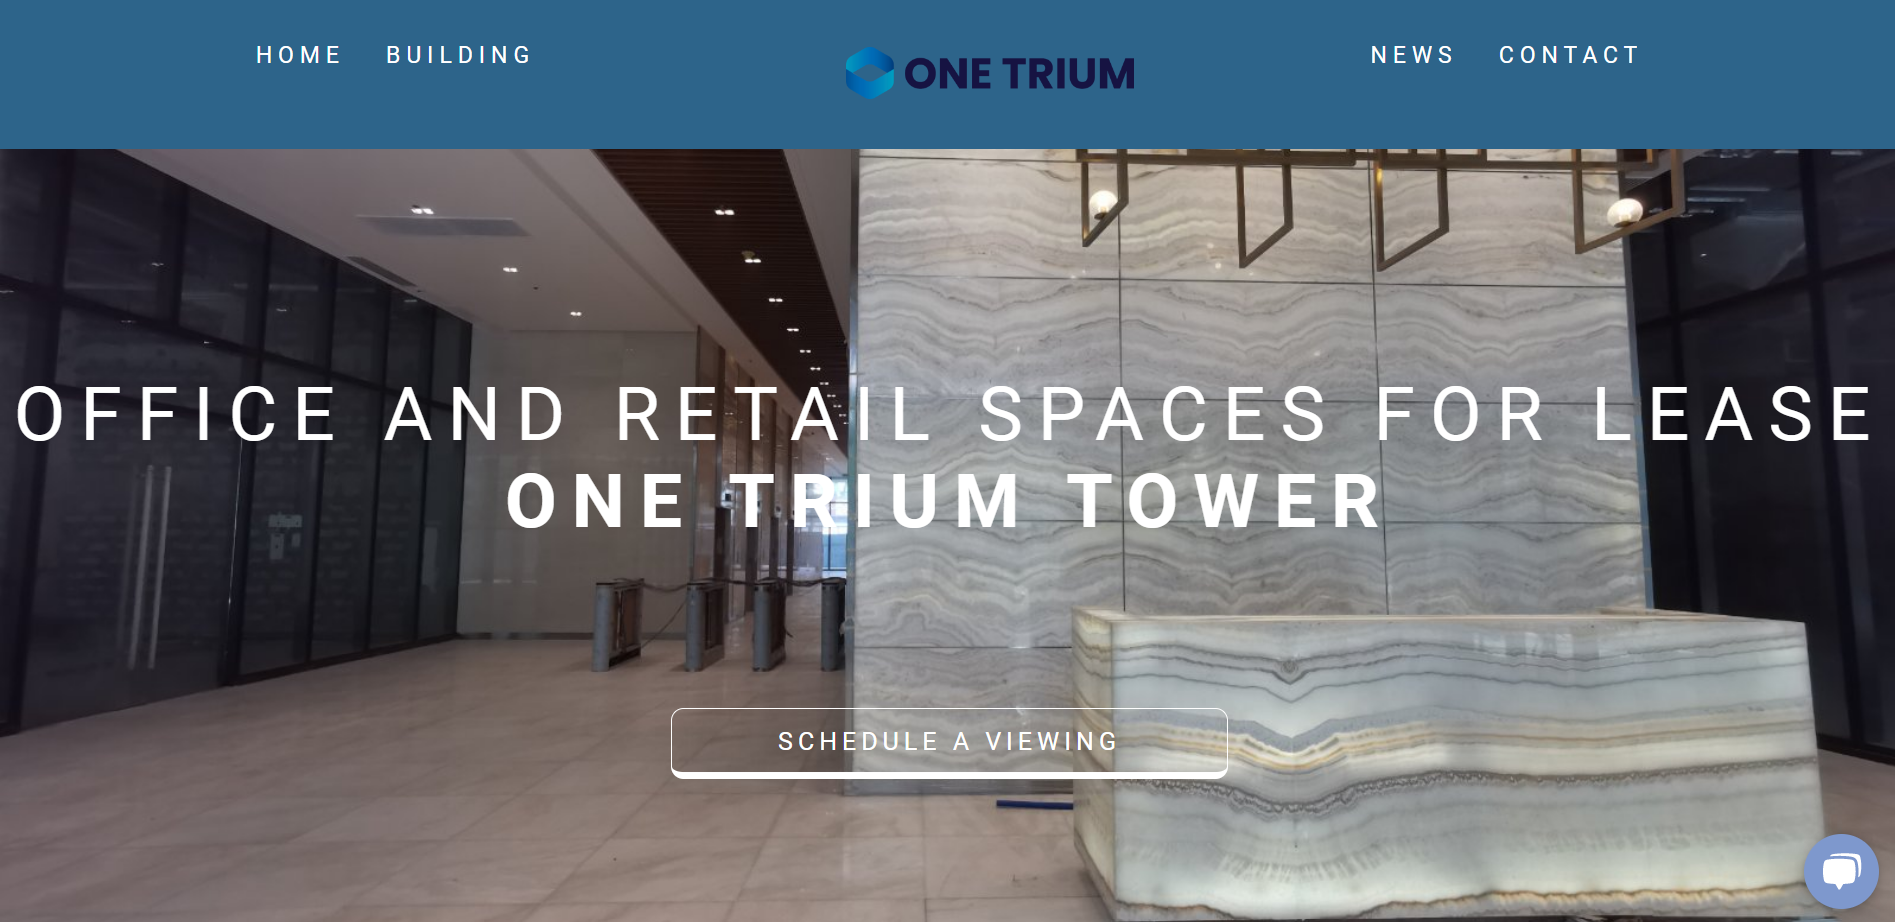 HOME BUILDING ONE TRIUM NEWS CONTACT
OFFICE AND RETAIL SPACES FOR LEASE
ONE TRIUM TOWER
SCHEDULE A VIEWING